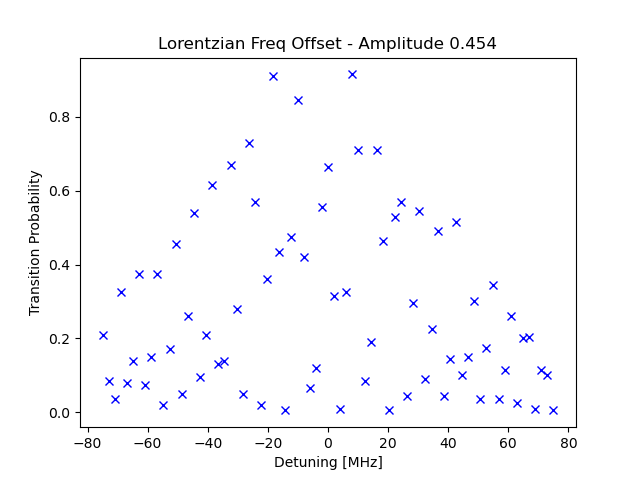 Lorentzian Freq Offset - Amplitude 0.454
Transition Probability
0.8
0.6
0.4
0.2
0.0
−80 −60 −40 −20 0 20 40 60 80
Detuning [MHz]